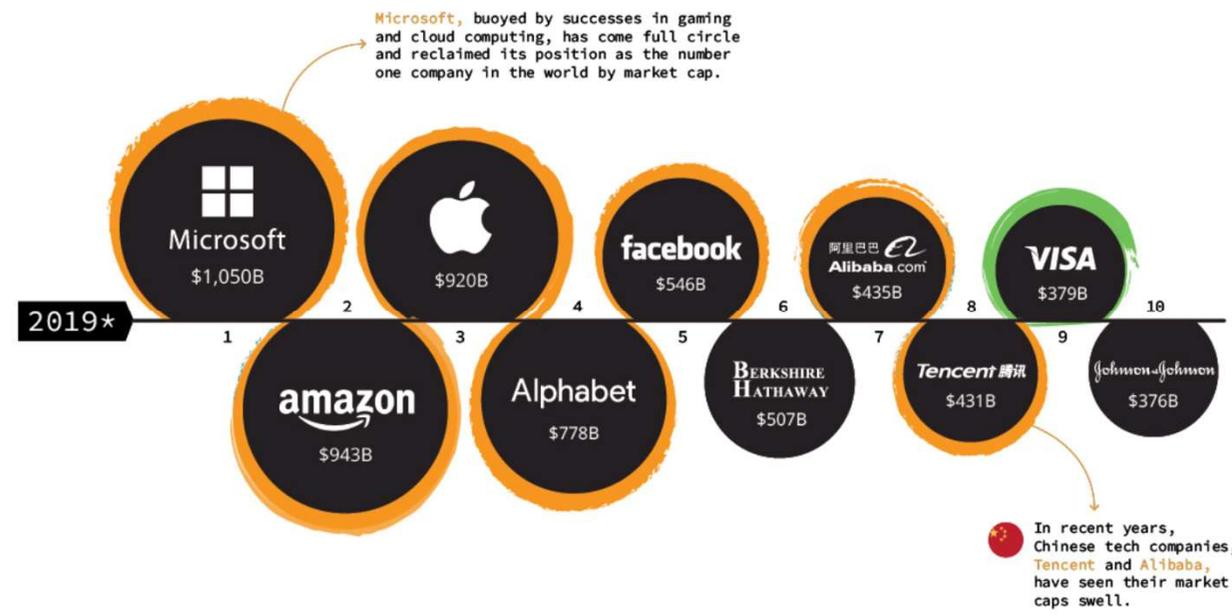 Microsoft, buoyed by successes in gaming
and cloud computing, has come full circle
and reclaimed its position as the number
one company in the world by market cap.
Microsoft
$1,050B
$920B
facebook
$546B
阿里巴巴
Alibaba.com
$435B
VISA
$379B
2019*
1
2
3
4
5
6
7
8
9
10
amazon
$943B
Alphabet
$778B
BERKSHIRE
HATHAWAY
$507B
Tencent 腾讯
$431B
Johnson&Johnson
$376B
In recent years,
Chinese tech companies,
Tencent and Alibaba,
have seen their market
caps swell.